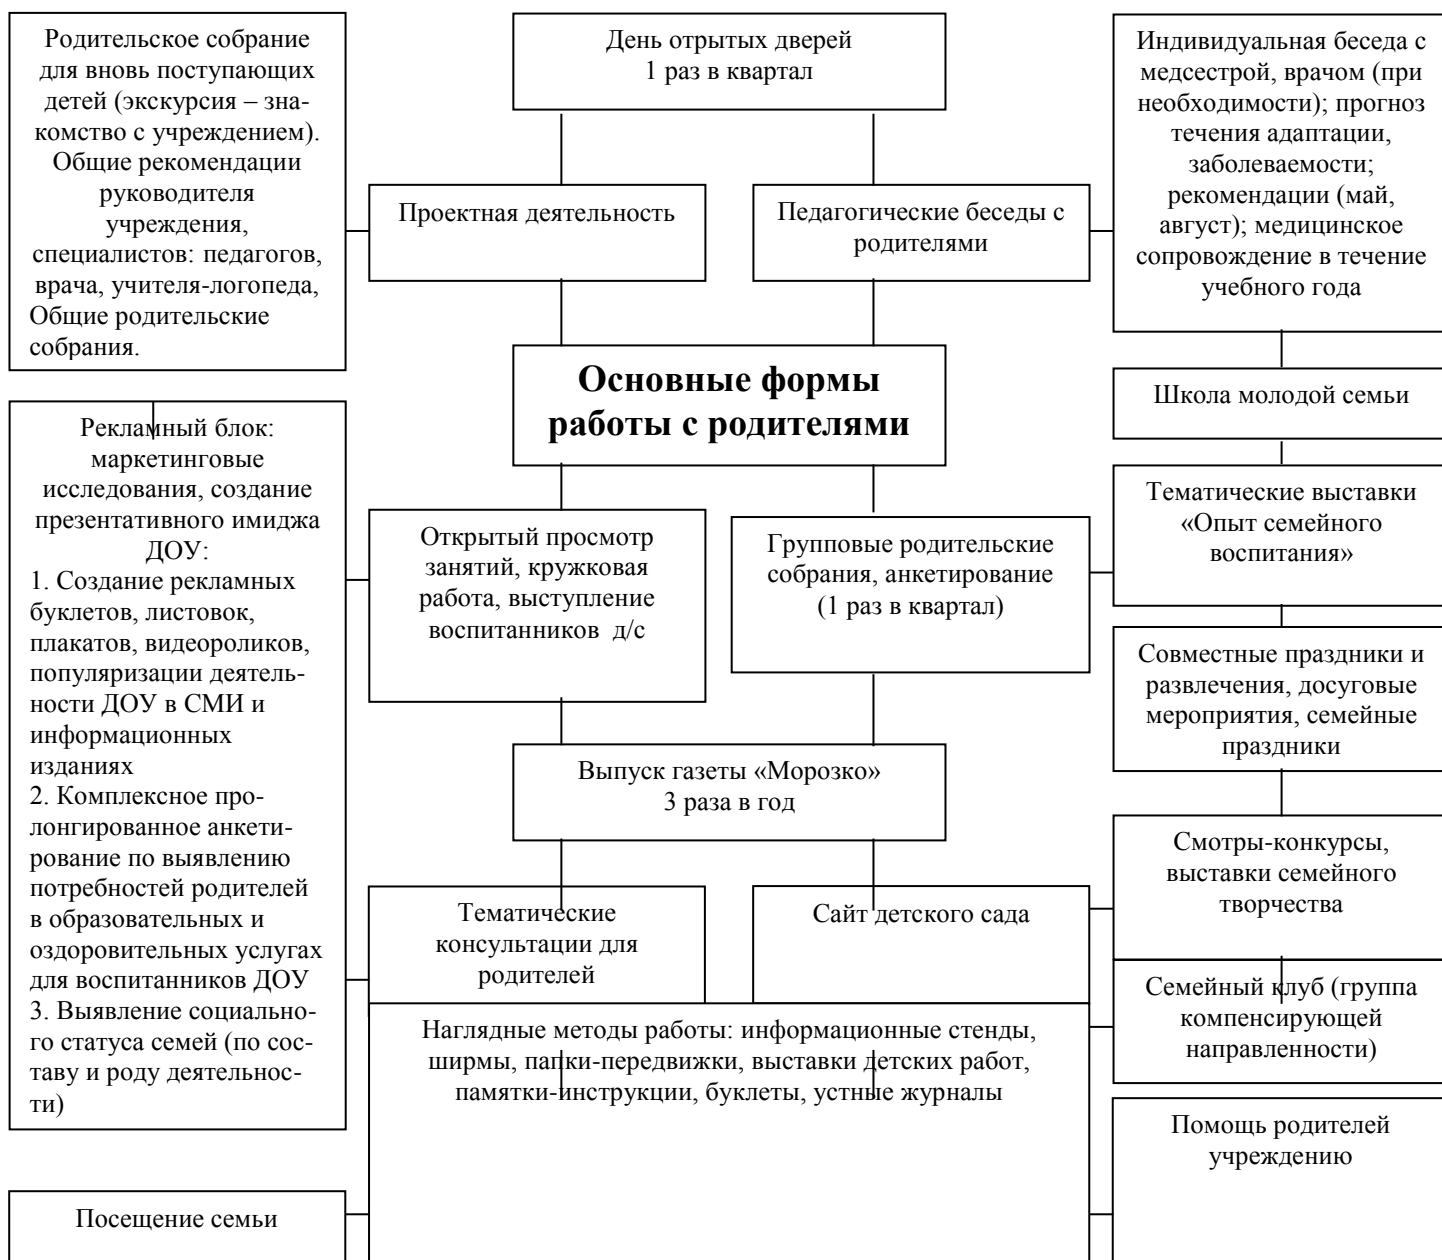 Родительское собрание
для вновь поступающих
детей (экскурсия – зна-
комство с учреждением).
Общие рекомендации
руководителя
учреждения,
специалистов: педагогов,
врача, учителя-логопеда,
Общие родительские
собрания.
День отрытых дверей
1 раз в квартал
Индивидуальная беседа с
медсестрой, врачом (при
необходимости); прогноз
течения адаптации,
заболеваемости;
рекомендации (май,
август); медицинское
сопровождение в течение
учебного года
Проектная деятельность
Педагогические беседы с
родителями
Основные формы
работы с родителями
Школа молодой семьи
Рекламный блок:
маркетинговые
исследования, создание
презентативного имиджа
ДОУ:
1. Создание рекламных
буклетов, листовок,
плакатов, видеороликов,
популяризации деятель-
ности ДОУ в СМИ и
информационных
изданиях
2. Комплексное про-
лонгированное анкети-
рование по выявлению
потребностей родителей
в образовательных и
оздоровительных услугах
для воспитанников ДОУ
3. Выявление социально-
го статуса семей (по сос-
таву и роду деятельнос-
ти)
Открытый просмотр
занятий, кружковая
работа, выступление
воспитанников д/с
Групповые родительские
собрания, анкетирование
(1 раз в квартал)
Тематические выставки
«Опыт семейного
воспитания»
Совместные праздники и
развлечения, досуговые
мероприятия, семейные
праздники
Выпуск газеты «Морозко»
3 раза в год
Смотры-конкурсы,
выставки семейного
творчества
Тематические
консультации для
родителей
Сайт детского сада
Семейный клуб (группа
компенсирующей
направленности)
Наглядные методы работы: информационные стенды,
ширмы, папки-передвижки, выставки детских работ,
памятки-инструкции, буклеты, устные журналы
Помощь родителей
учреждению
Посещение семьи